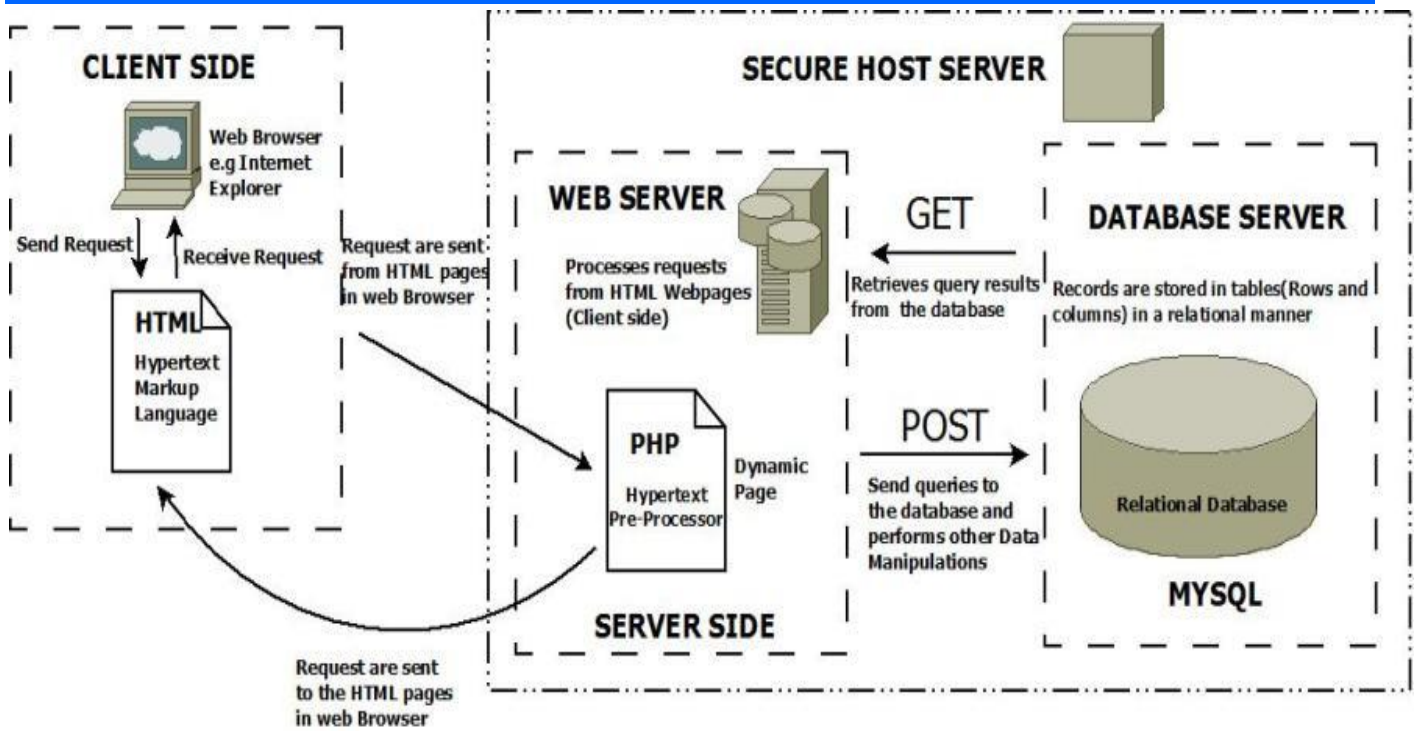 CLIENT SIDE
Web Browser
e.g Internet
Explorer
Send Request
Receive Request
HTML
Hypertext
Markup
Language
Request are sent
from HTML pages
in web Browser
Request are sent
to the HTML pages
in web Browser
SECURE HOST SERVER
WEB SERVER
Processes requests
from HTML Webpages
(Client side)
PHP
Hypertext
Pre-Processor
Dynamic
Page
SERVER SIDE
GET
Retrieves query results
from the database
POST
Send queries to
the database and
performs other Data
Manipulations
DATABASE SERVER
Records are stored in tables(Rows and
columns) in a relational manner
Relational Database
MYSQL